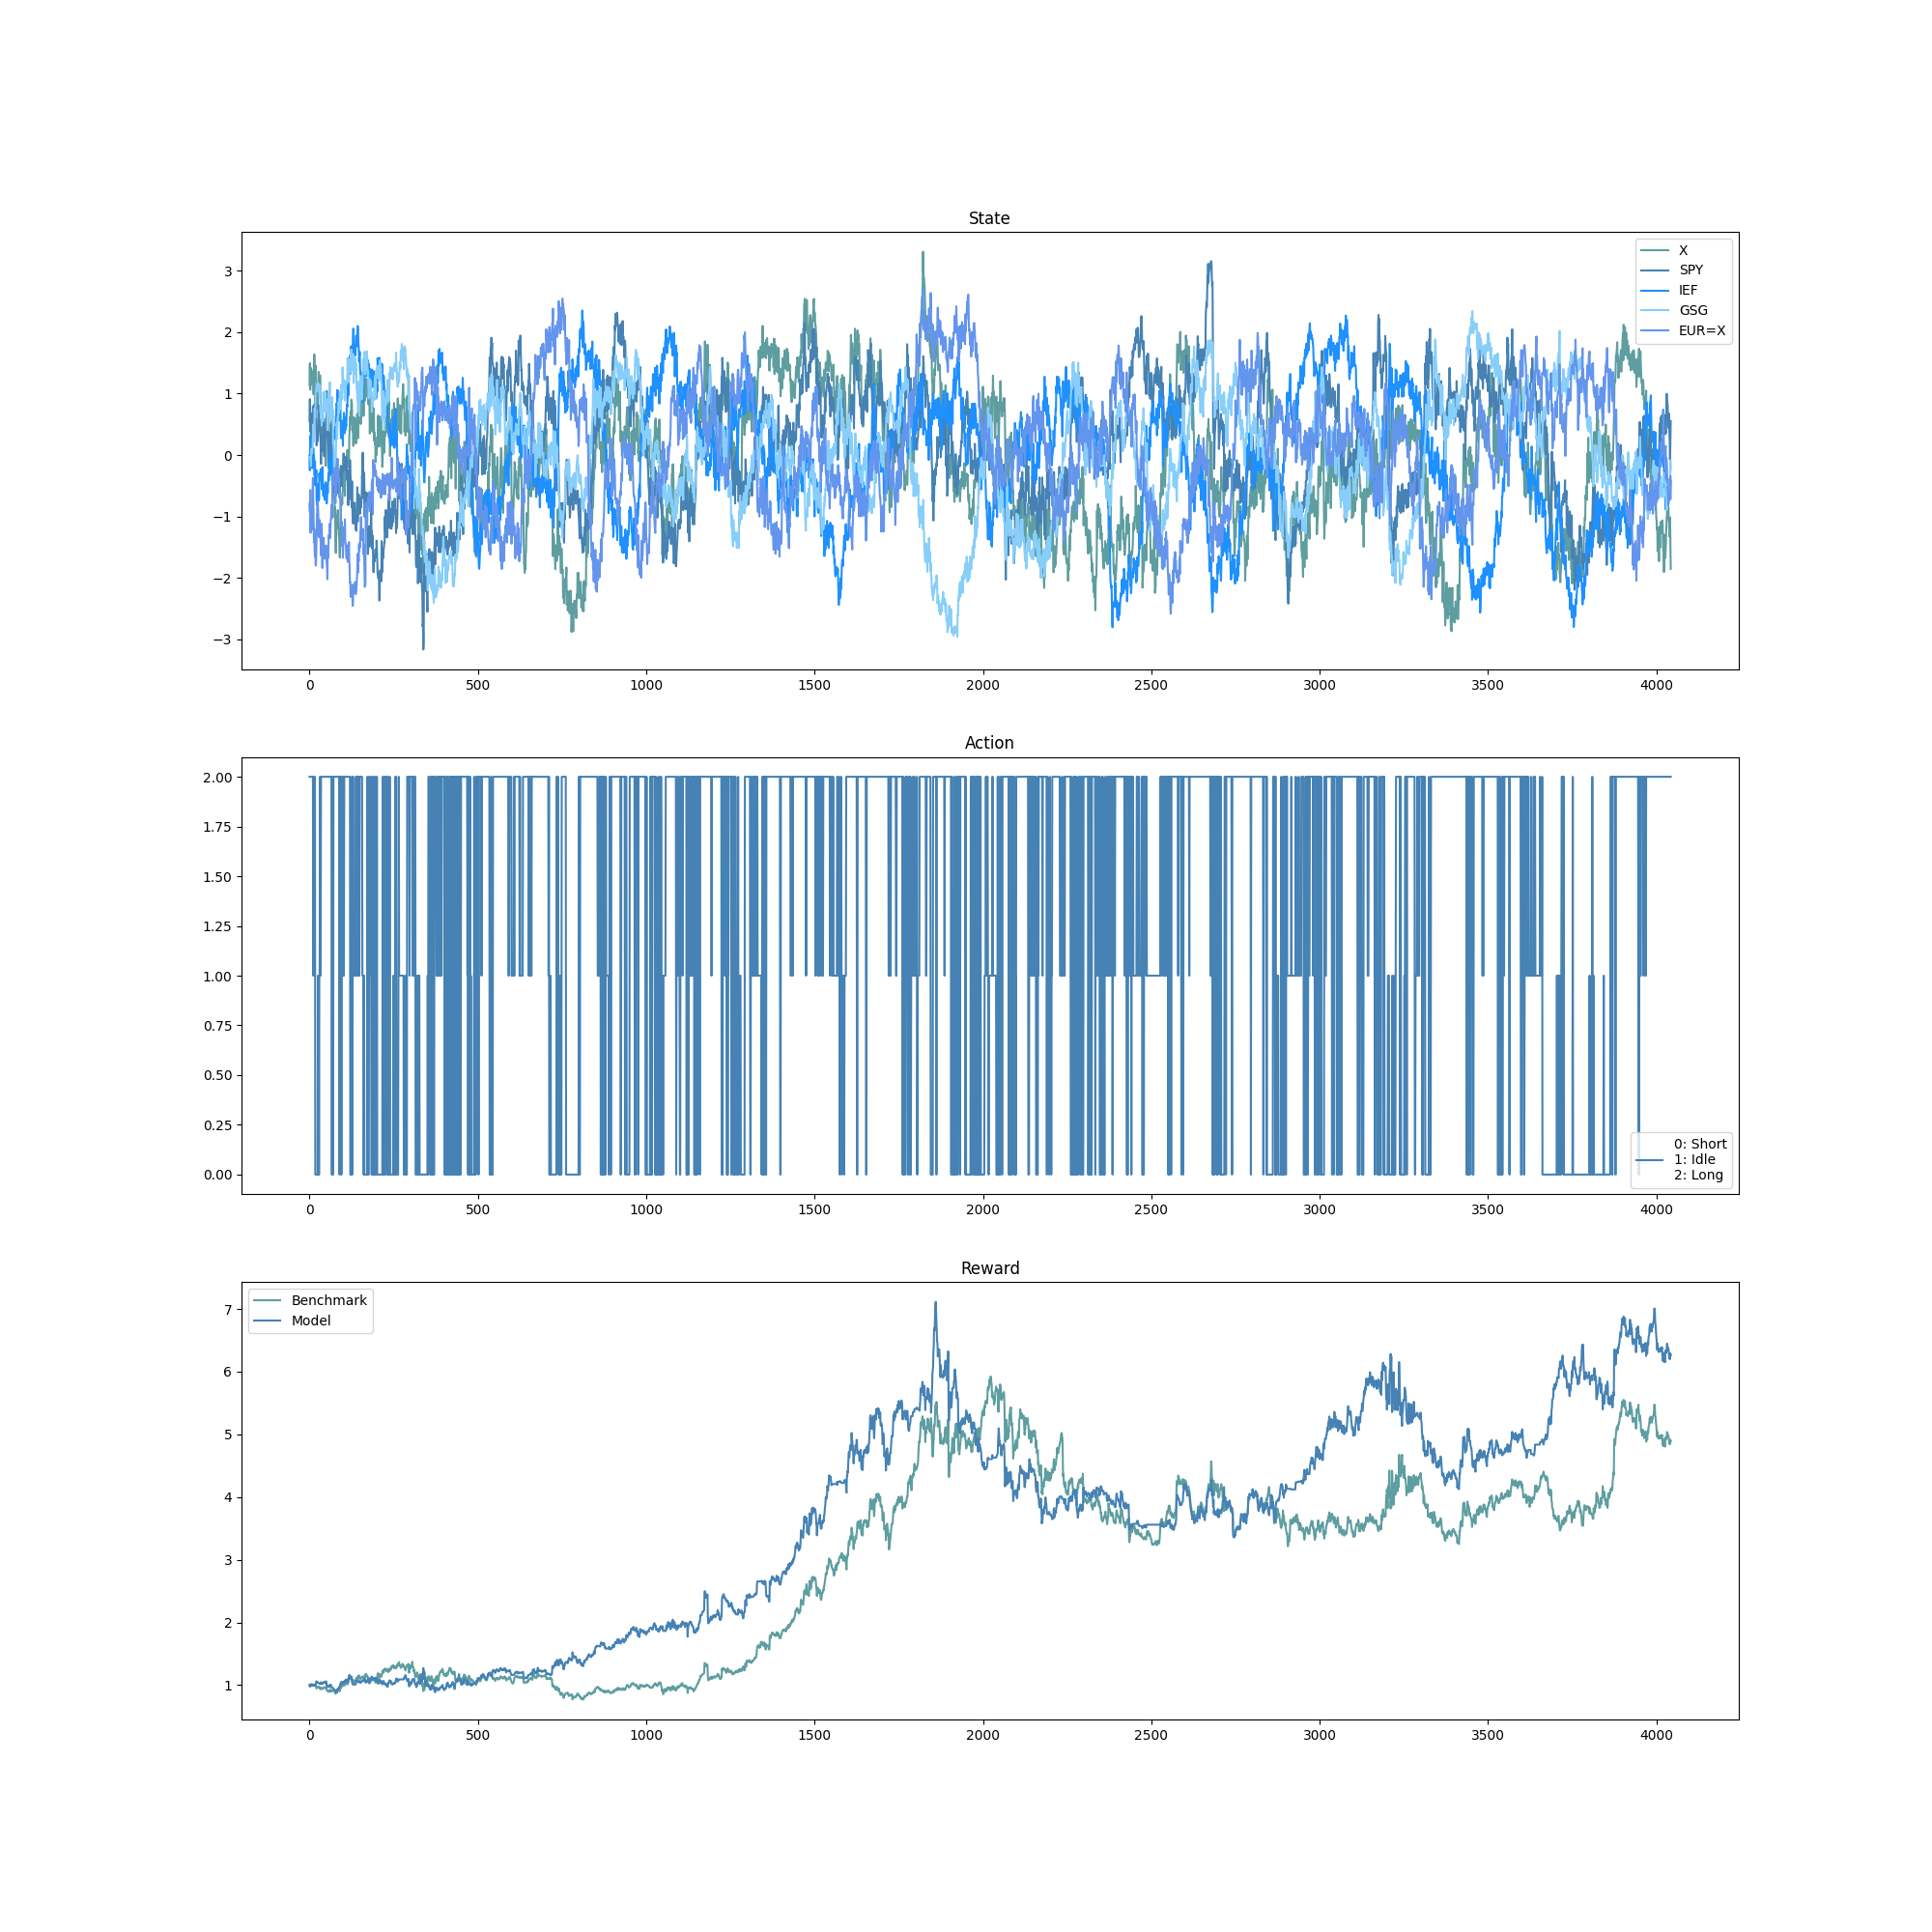 State
3
2
1
0
−1
−2
−3
X
SPY
IEF
GSG
EUR=X
0 500 1000 1500 2000 2500 3000 3500 4000
Action
2.00
1.75
1.50
1.25
1.00
0.75
0.50
0.25
0.00
0: Short
1: Idle
2: Long
0 500 1000 1500 2000 2500 3000 3500 4000
Reward
Benchmark
Model
7
6
5
4
3
2
1
0 500 1000 1500 2000 2500 3000 3500 4000